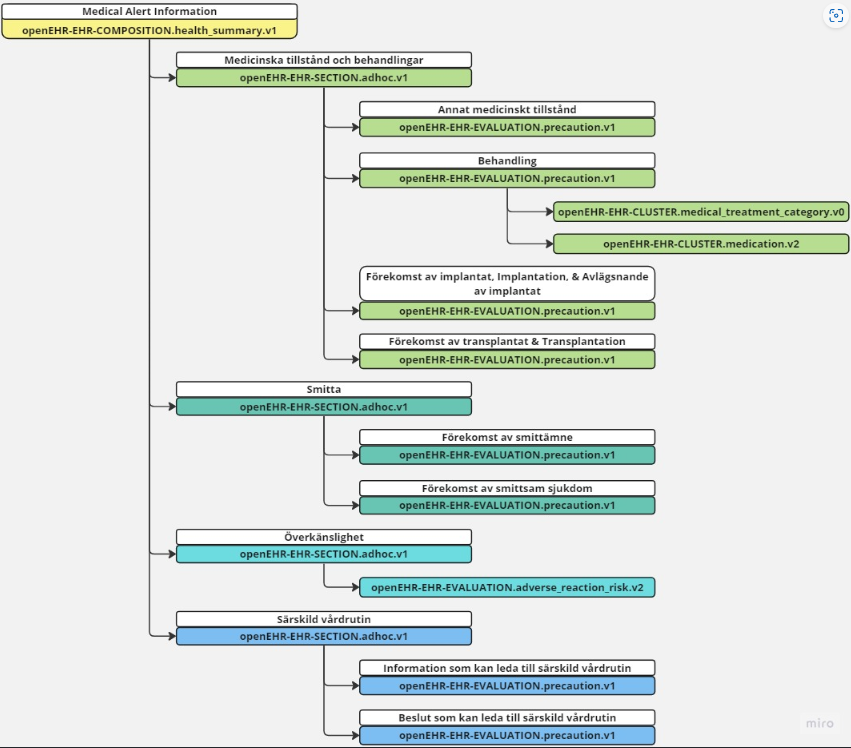 Medical Alert Information
openEHR-EHR-COMPOSITION.health_summary.v1
Medicinska tillstånd och behandlingar
openEHR-EHR-SECTION.adhoc.v1
Annat medicinskt tillstånd
openEHR-EHR-EVALUATION.precaution.v1
Behandling
openEHR-EHR-EVALUATION.precaution.v1
openEHR-EHR-CLUSTER.medical_treatment_category.v0
openEHR-EHR-CLUSTER.medication.v2
Förekomst av implantat, Implantation, & Avlägsnande
av implantat
openEHR-EHR-EVALUATION.precaution.v1
Förekomst av transplantat & Transplantation
openEHR-EHR-EVALUATION.precaution.v1
Smitta
openEHR-EHR-SECTION.adhoc.v1
Förekomst av smittämne
openEHR-EHR-EVALUATION.precaution.v1
Förekomst av smittsam sjukdom
openEHR-EHR-EVALUATION.precaution.v1
Överkänslighet
openEHR-EHR-SECTION.adhoc.v1
openEHR-EHR-EVALUATION.adverse_reaction_risk.v2
Särskild vårdrutin
openEHR-EHR-SECTION.adhoc.v1
Information som kan leda till särskild vårdrutin
openEHR-EHR-EVALUATION.precaution.v1
Beslut som kan leda till särskild vårdrutin
openEHR-EHR-EVALUATION.precaution.v1
miro